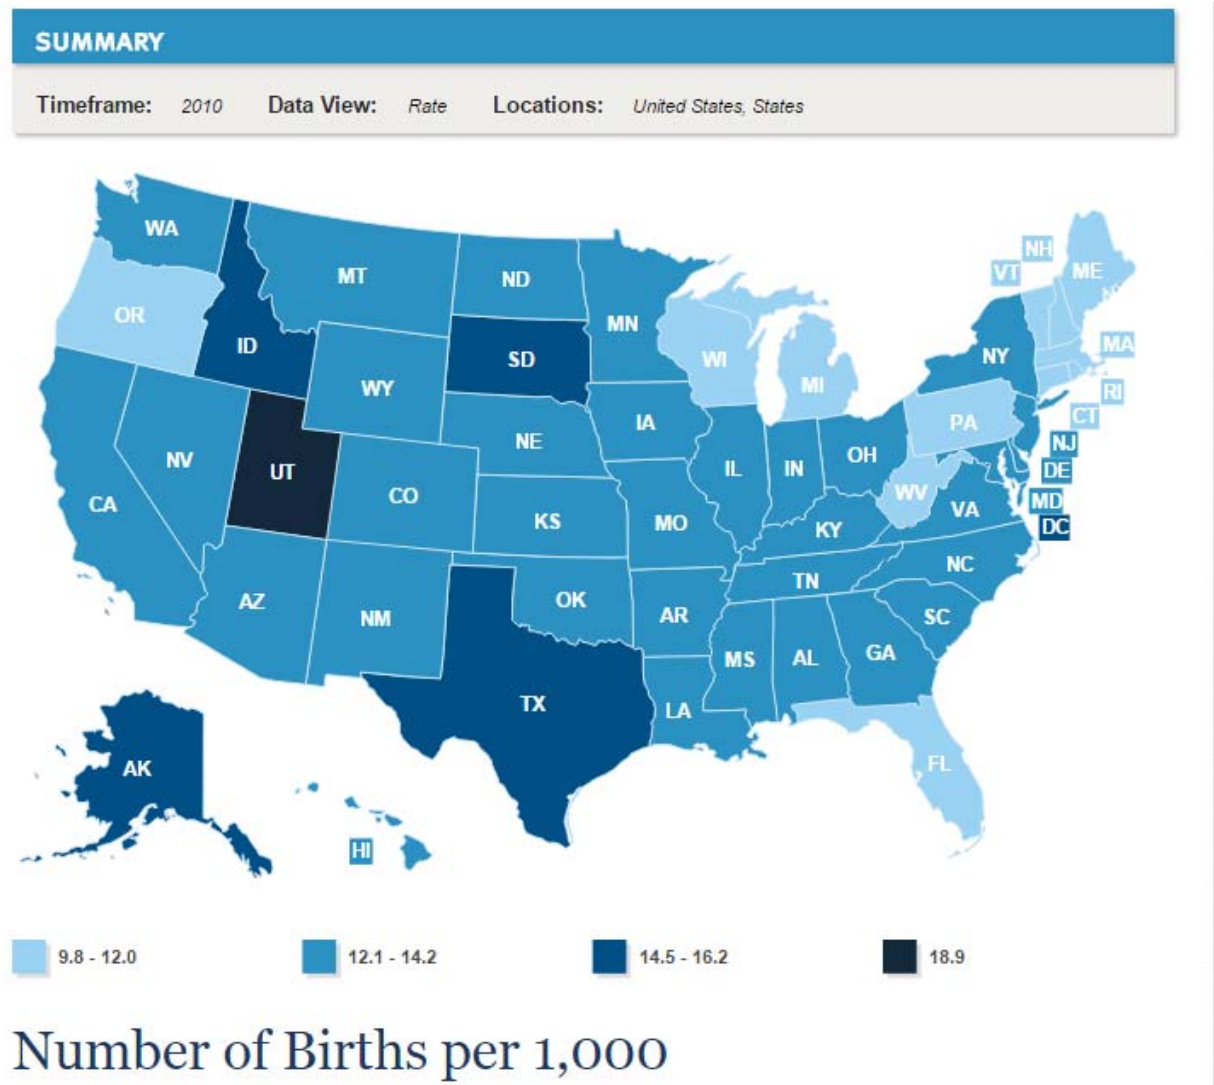 SUMMARY
Timeframe: 2010 Data View: Rate Locations: United States, States
WA
NH
VT
ME
MT
ND
OR
MN
ID
SD
WI
NY
MA
WY
MI
RI
IA
PA
CT
NE
NJ
NV
UT
IL
IN
OH
DE
CO
WV
CA
MD
KS
MO
VA
DC
KY
NC
TN
AZ
NM
OK
AR
SC
MS
AL
GA
TX
LA
AK
FL
HI
9.8 - 12.0 12.1 - 14.2 14.5 - 16.2 18.9
Number of Births per 1,000